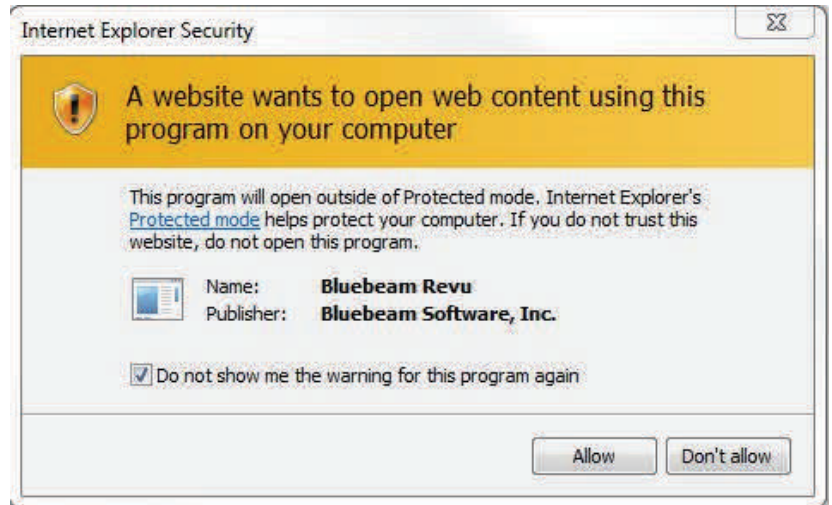 Internet Explorer Security
A website wants to open web content using this
program on your computer
This program will open outside of Protected mode. Internet Explorer's
Protected mode helps protect your computer. If you do not trust this
website, do not open this program.
Name: Bluebeam Revu
Publisher: Bluebeam Software, Inc.
Do not show me the warning for this program again
Allow Don't allow